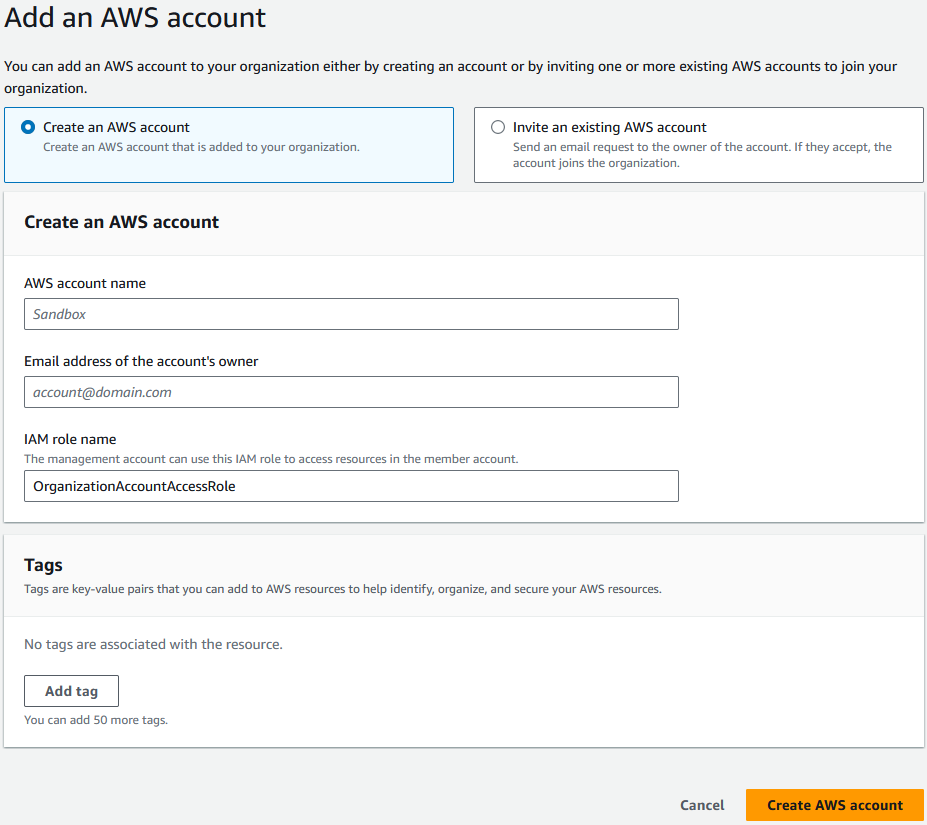 Add an AWS account
You can add an AWS account to your organization either by creating an account or by inviting one or more existing AWS accounts to join your
organization.
Create an AWS account
Create an AWS account that is added to your organization.
Invite an existing AWS account
Send an email request to the owner of the account. If they accept, the
account joins the organization.
Create an AWS account
AWS account name
Sandbox
Email address of the account's owner
account@domain.com
IAM role name
The management account can use this IAM role to access resources in the member account.
OrganizationAccountAccessRole
Tags
Tags are key-value pairs that you can add to AWS resources to help identify, organize, and secure your AWS resources.
No tags are associated with the resource.
Add tag
You can add 50 more tags.
Cancel
Create AWS account